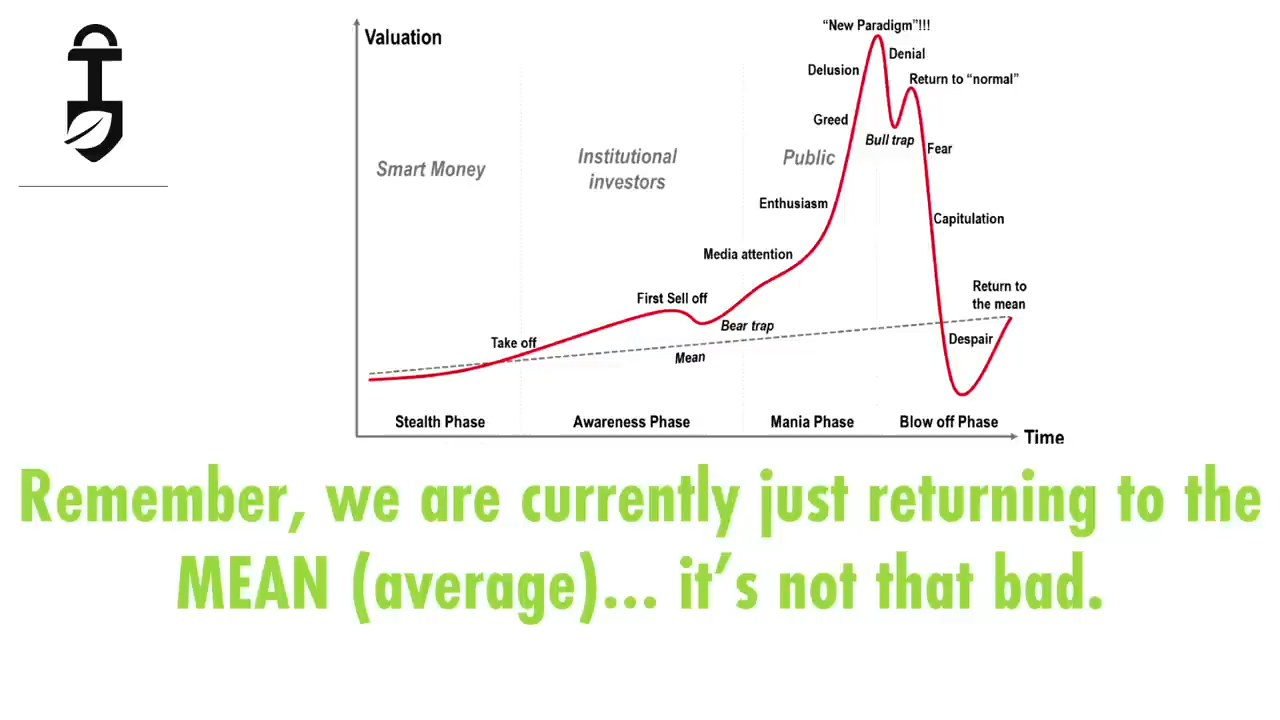 Valuation
"New Paradigm"!!!
Denial
Delusion
Return to "normal"
Greed
Bull trap
Fear
Smart Money
Institutional
investors
Public
Enthusiasm
Capitulation
Media attention
First Sell off
Bear trap
Return to
the mean
Take off
Mean
Despair
Stealth Phase
Awareness Phase
Mania Phase
Blow off Phase
Time
Remember, we are currently just returning to the
MEAN (average)... it's not that bad.